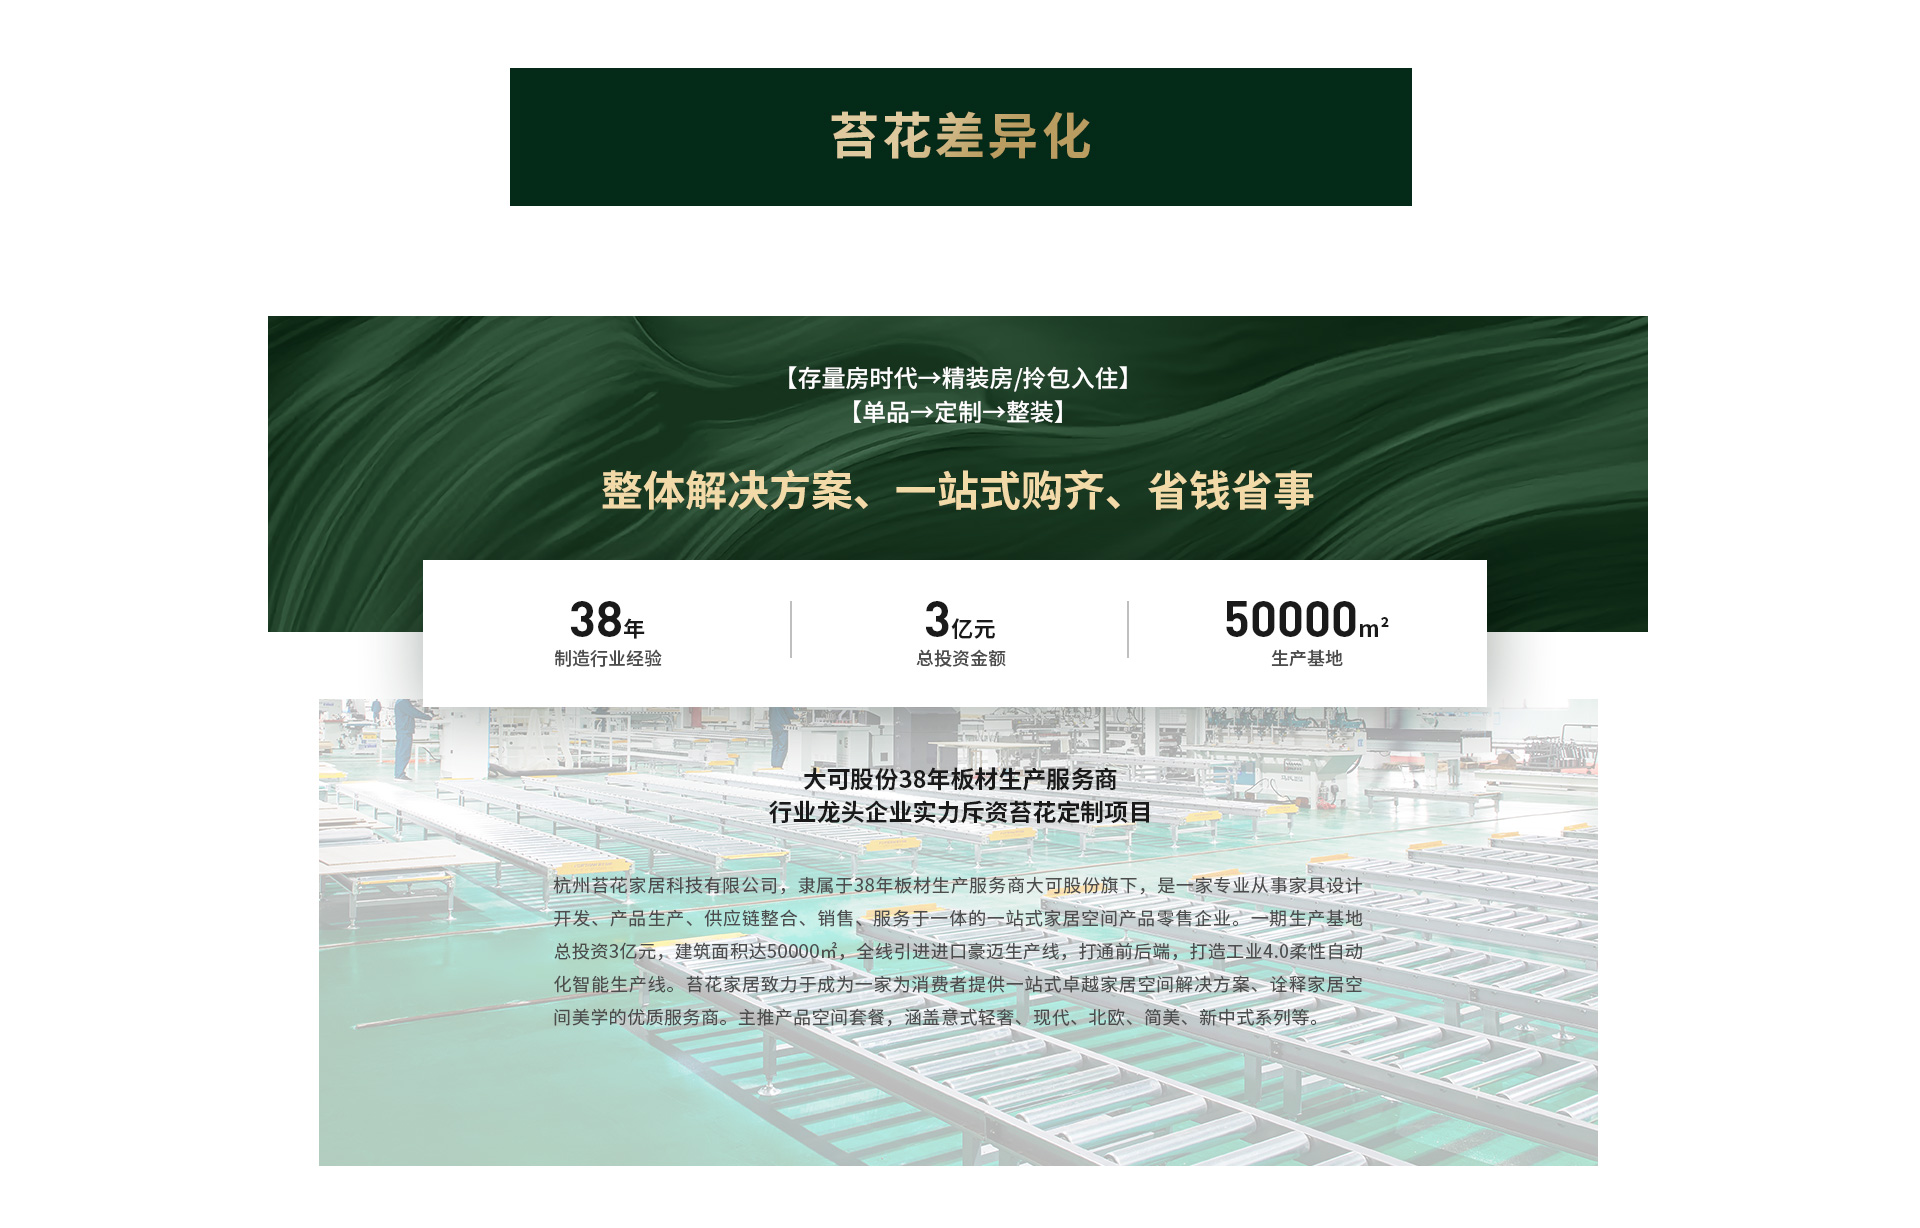 苔花差异化
【存量房时代→精装房/拎包入住】
【单品→定制→整装】
整体解决方案、一站式购齐、省钱省事
38年
制造行业经验
3亿元
总投资金额
50000m²
生产基地
大可股份38年板材生产服务商
行业龙头企业实力斥资苔花定制项目
杭州苔花家居科技有限公司，隶属于38年板材生产服务商大可股份旗下，是一家专业从事家具设计
开发、产品生产、供应链整合、销售、服务于一体的一站式家居空间产品零售企业。一期生产基地
总投资3亿元，建筑面积达50000㎡，全线引进进口豪迈生产线，打通前后端，打造工业4.0柔性自动
化智能生产线。苔花家居致力于成为一家为消费者提供一站式卓越家居空间解决方案、诠释家居空
间美学的优质服务商。主推产品空间套餐，涵盖意式轻奢、现代、北欧、简美、新中式系列等。